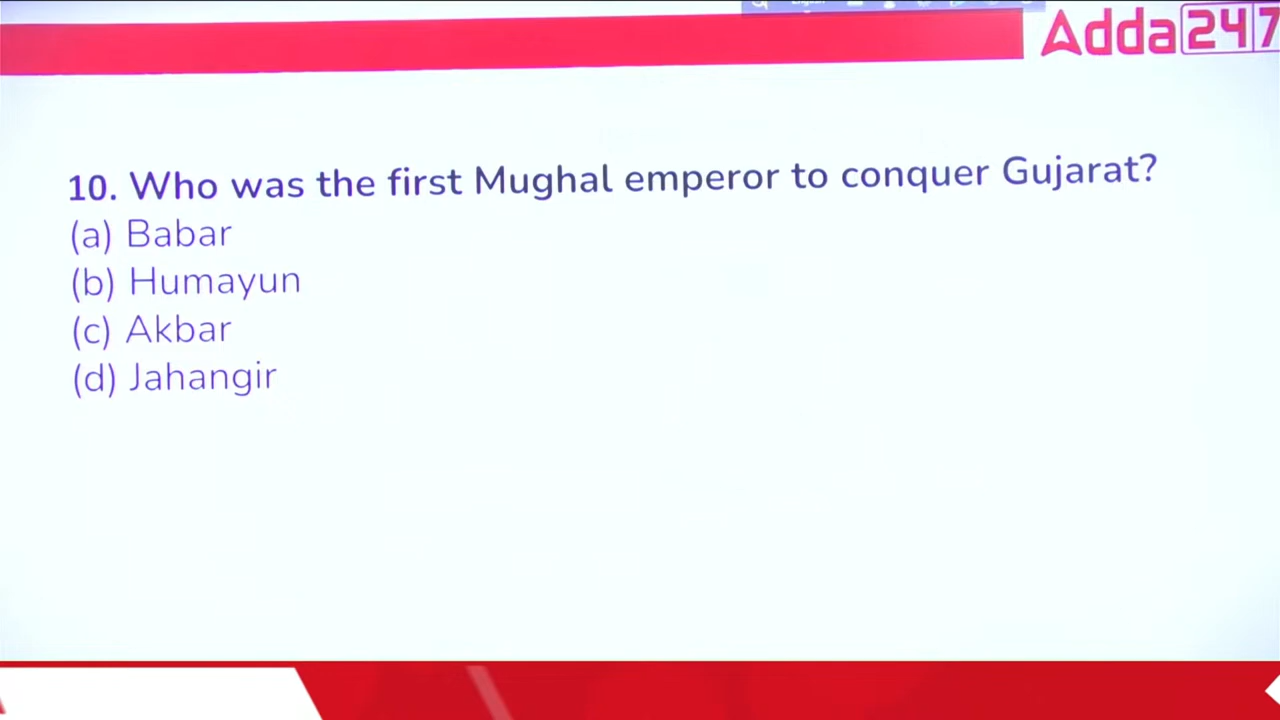 Adda247
10. Who was the first Mughal emperor to conquer Gujarat?
(a) Babar
(b) Humayun
(c) Akbar
(d) Jahangir